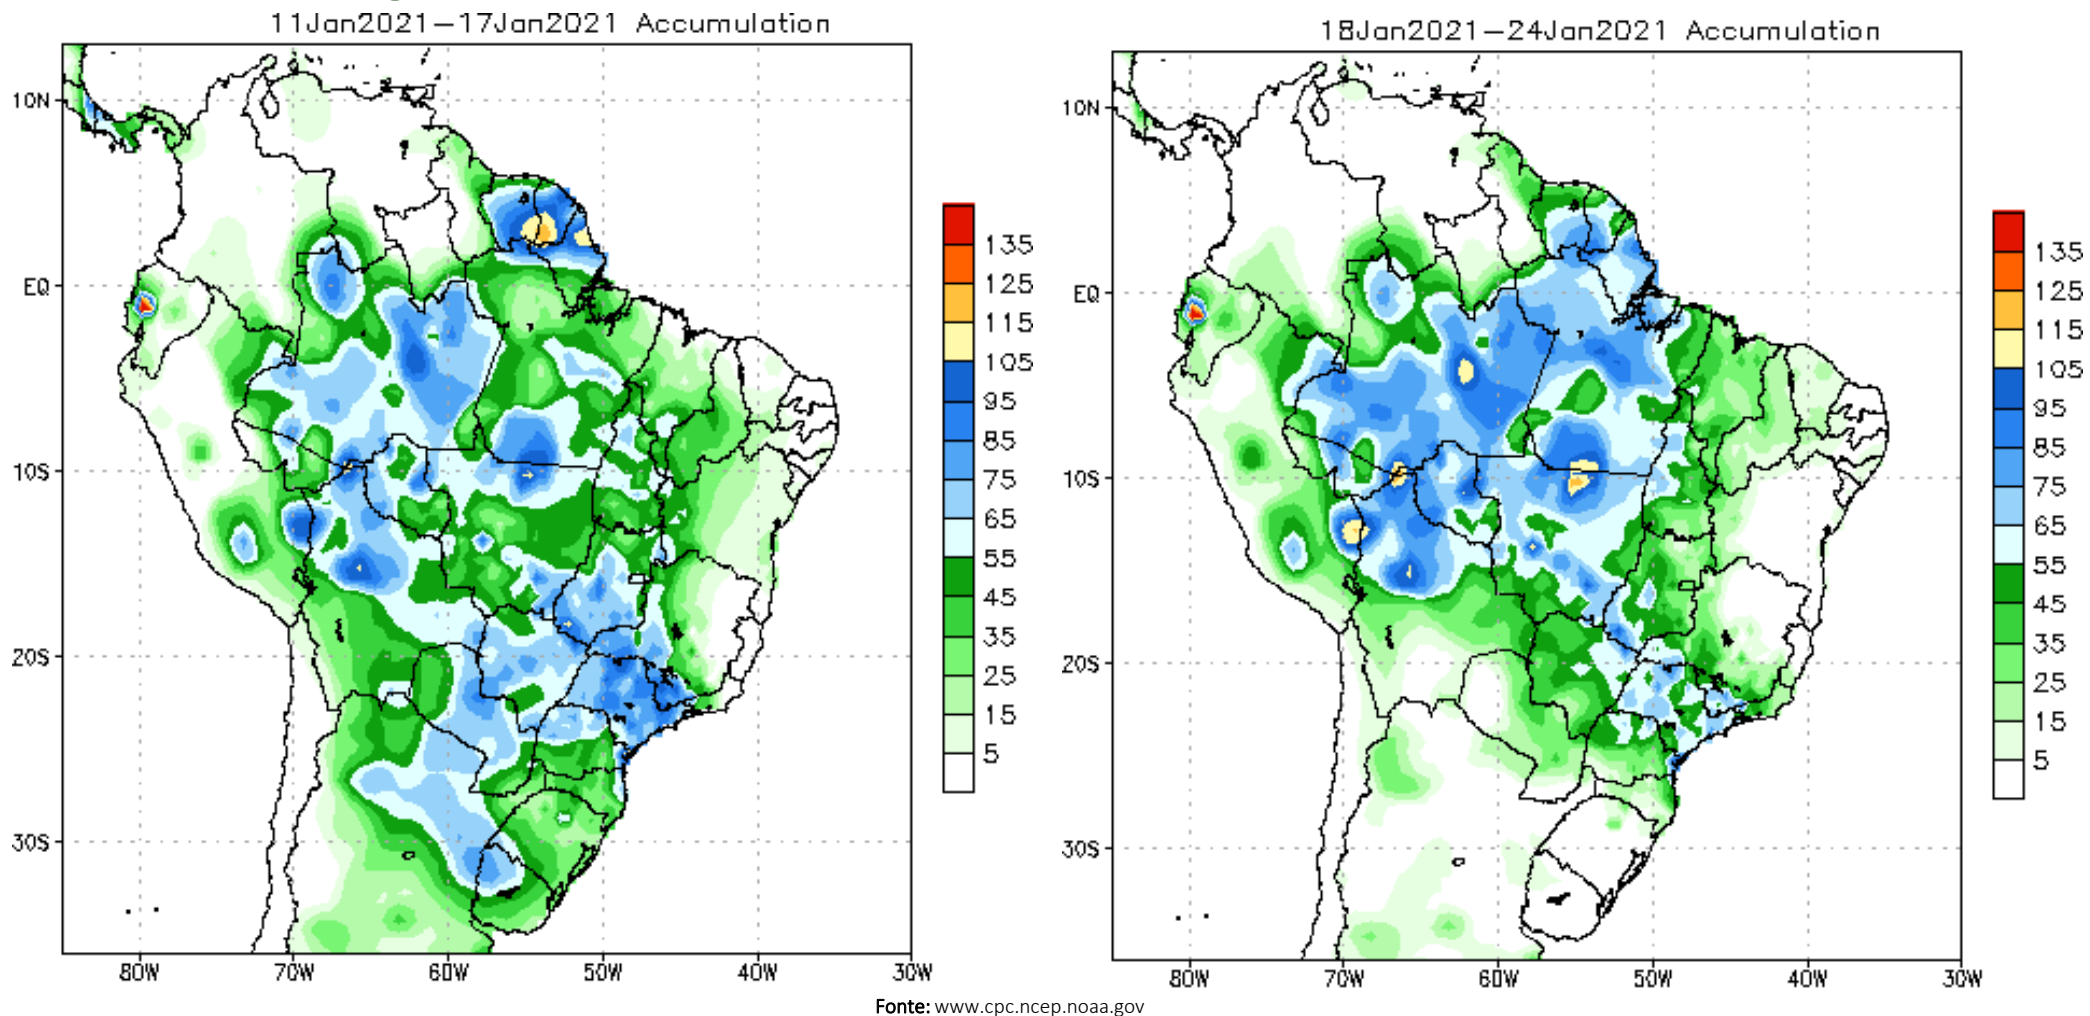 11Jan2021–17Jan2021 Accumulation
18Jan2021–24Jan2021 Accumulation
10N
EQ
10S
20S
30S
80W 70W 60W 50W 40W 30W
135
125
115
105
95
85
75
65
55
45
35
25
15
5
10N
EQ
10S
20S
30S
80W 70W 60W 50W 40W 30W
135
125
115
105
95
85
75
65
55
45
35
25
15
5
Fonte: www.cpc.ncep.noaa.gov